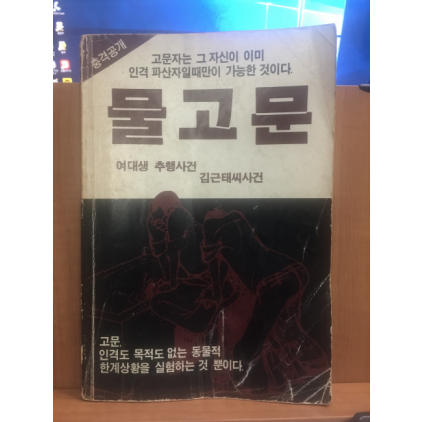 충격공개
고문자는 그 자신이 이미
인격 파산자일때만이 가능한 것이다.
물고문
여대생 추행사건
김근태씨사건
고문.
인격도 목적도 없는 동물적
한계상황을 실험하는 것 뿐이다.